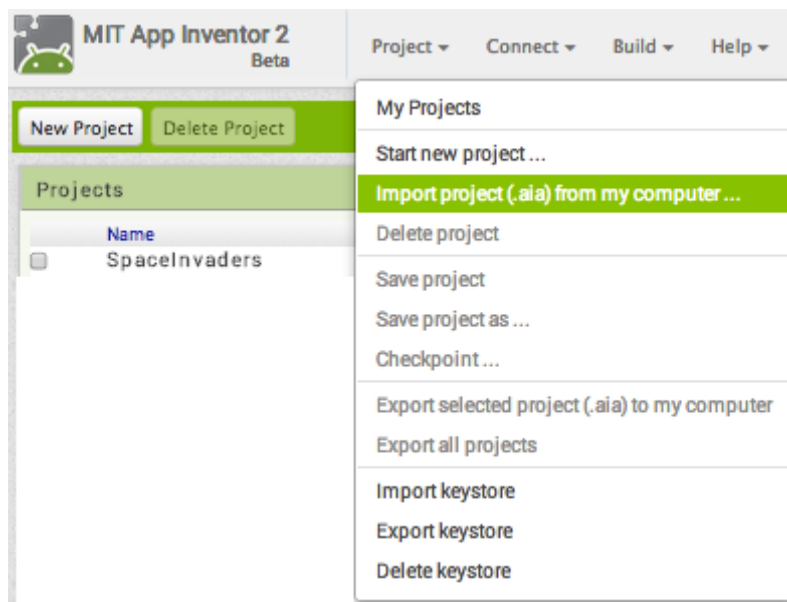 MIT App Inventor 2
Beta
Project Connect Build Help
New Project Delete Project
Projects
Name
SpaceInvaders
My Projects
Start new project ...
Import project (.aia) from my computer ...
Delete project
Save project
Save project as ...
Checkpoint ...
Export selected project (.aia) to my computer
Export all projects
Import keystore
Export keystore
Delete keystore